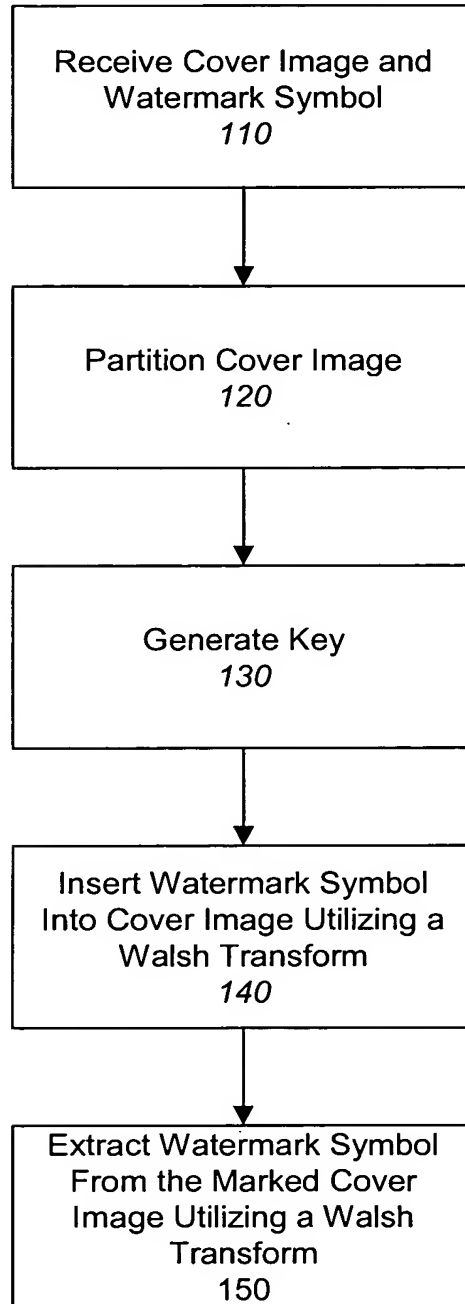 Receive Cover Image and
Watermark Symbol
110
Partition Cover Image
120
Generate Key
130
Insert Watermark Symbol
Into Cover Image Utilizing a
Walsh Transform
140
Extract Watermark Symbol
From the Marked Cover
Image Utilizing a Walsh
Transform
150